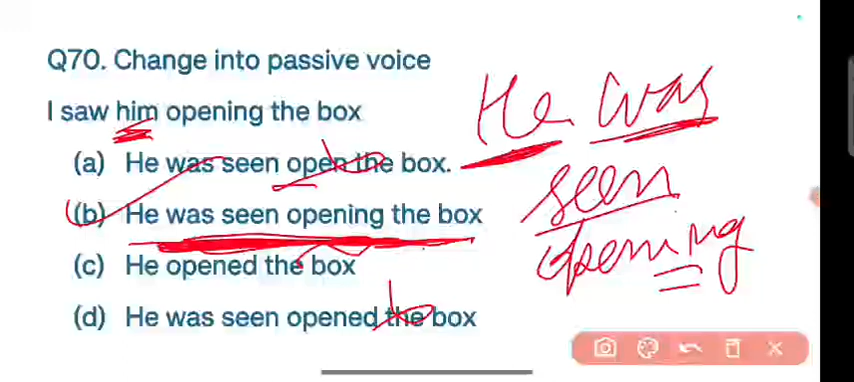 Q70. Change into passive voice
I saw him opening the box
(a) He was seen open the box.
(b) He was seen opening the box
(c) He opened the box
(d) He was seen opened the box
He was
seen
opening